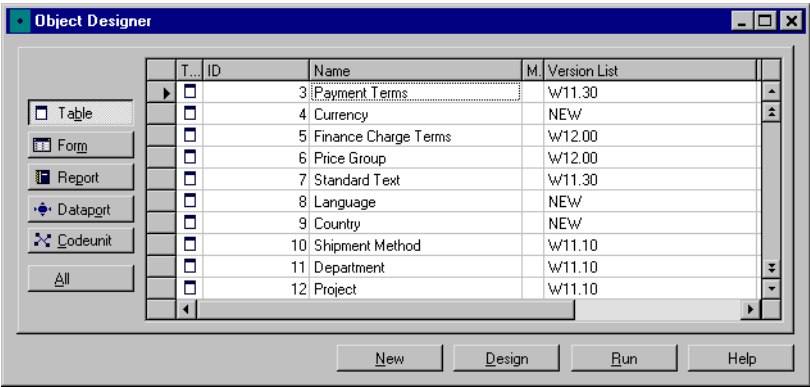 Object Designer
T... ID Name M. Version List
3 Payment Terms W11.30
4 Currency NEW
5 Finance Charge Terms W12.00
6 Price Group W12.00
7 Standard Text W11.30
8 Language NEW
9 Country NEW
10 Shipment Method W11.10
11 Department W11.10
12 Project W11.10
Table
Form
Report
Dataport
Codeunit
All
New Design Run Help